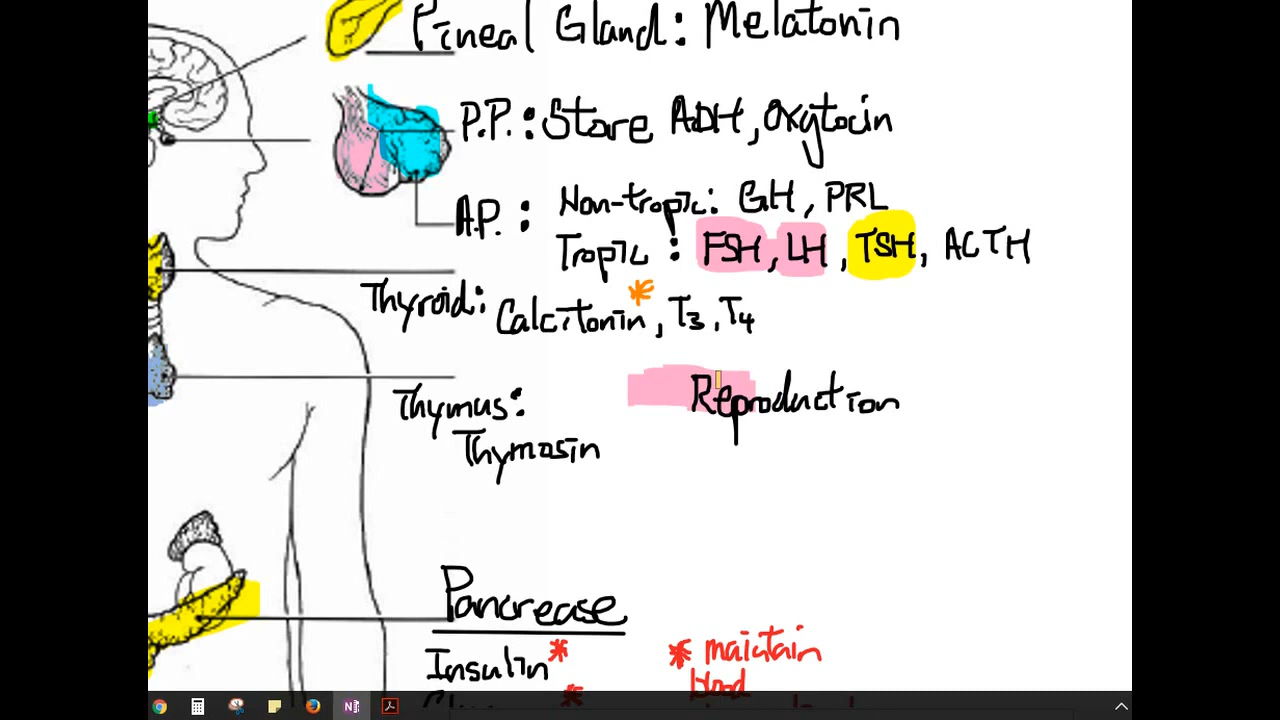 Pineal Gland: Melatonin
P.P.: Store ADH, Oxytocin
A.P.: Non-tropic: GH, PRL
Tropic: FSH, LH, TSH, ACTH
Thyroid: Calcitonin*, T3, T4
Thymus: Reproduction
Thymosin
Pancrease
Insulin* * maintain
blood